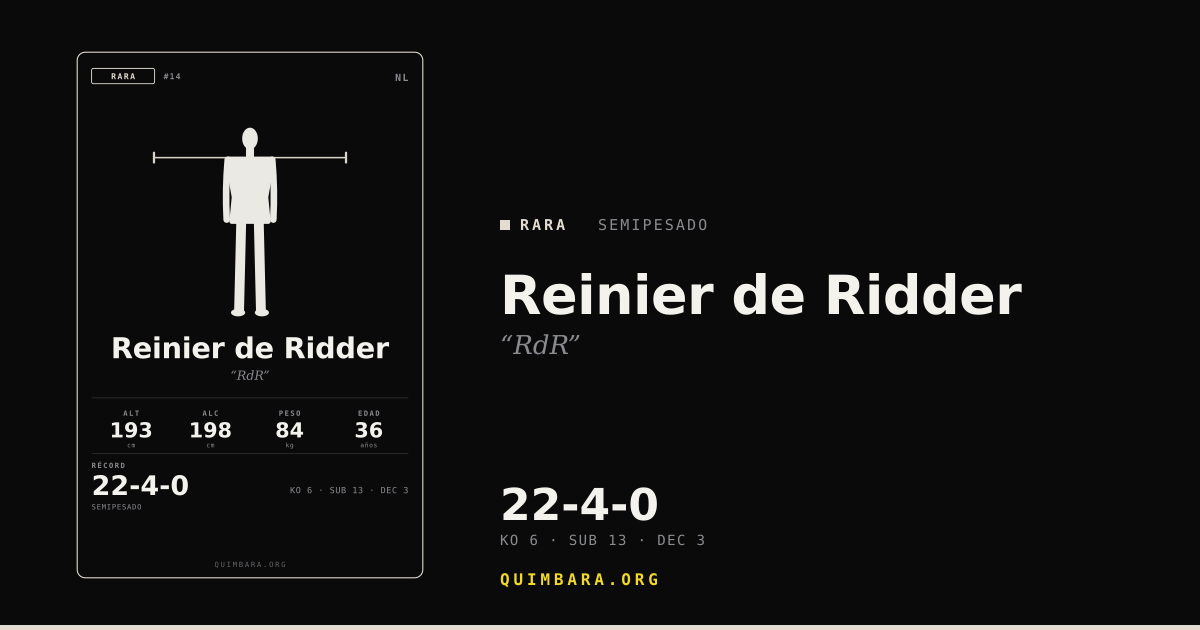 RARA #14 NL
Reinier de Ridder
“RdR”
ALT ALC PESO EDAD
193 198 84 36
cm cm kg años
RÉCORD
22-4-0 KO 6 · SUB 13 · DEC 3
SEMIPESADO
QUIMBARA.ORG
RARA SEMIPESADO
Reinier de Ridder
“RdR”
22-4-0
KO 6 · SUB 13 · DEC 3
QUIMBARA.ORG